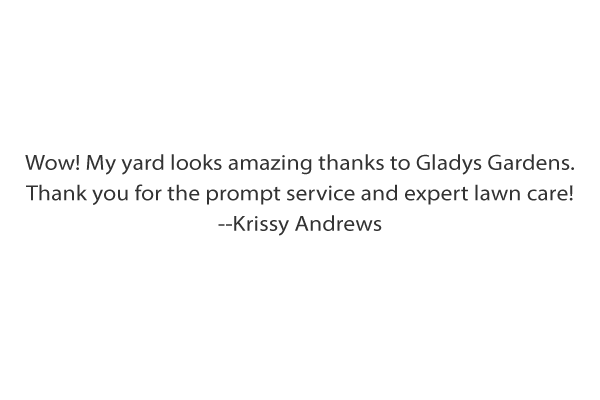 Wow! My yard looks amazing thanks to Gladys Gardens.
Thank you for the prompt service and expert lawn care!
--Krissy Andrews